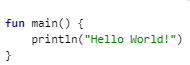 fun main() {
    println("Hello World!")
}